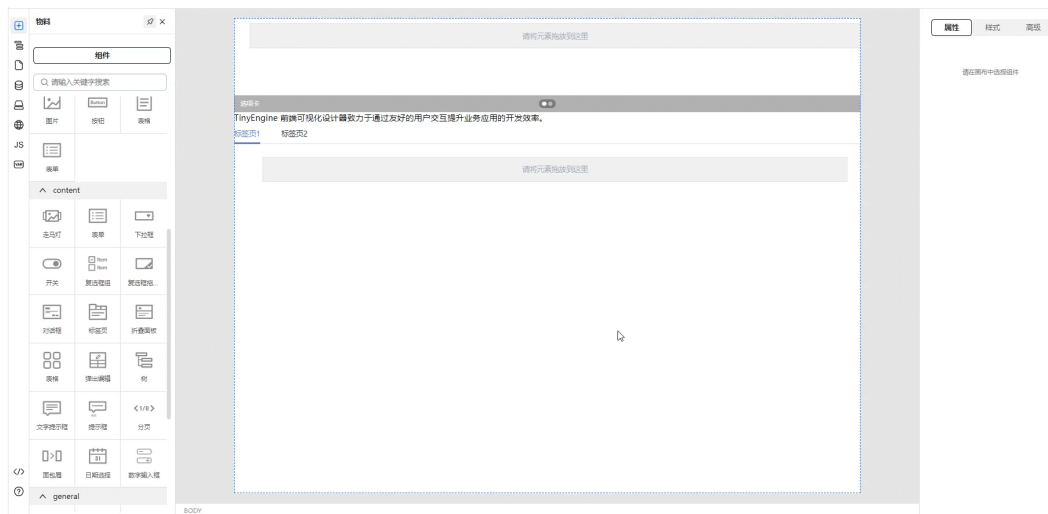 物料
组件
请输入关键字搜索
图片
Button
按钮
表格
表单
content
走马灯
表单
下拉框
开关
Item
Item
复选框组
复选框拖...
对话框
标签页
折叠面板
表格
弹出编辑
树
文字提示框
提示框
1/8
分页
面包屑
31
日期选择
数字输入框
general
JS
VAR
请将元素拖放到这里
选项卡
TinyEngine 前端可视化设计器致力于通过友好的用户交互提升业务应用的开发效率。
标签页1 标签页2
请将元素拖放到这里
BODY
属性 样式 高级
请在画布中选择组件